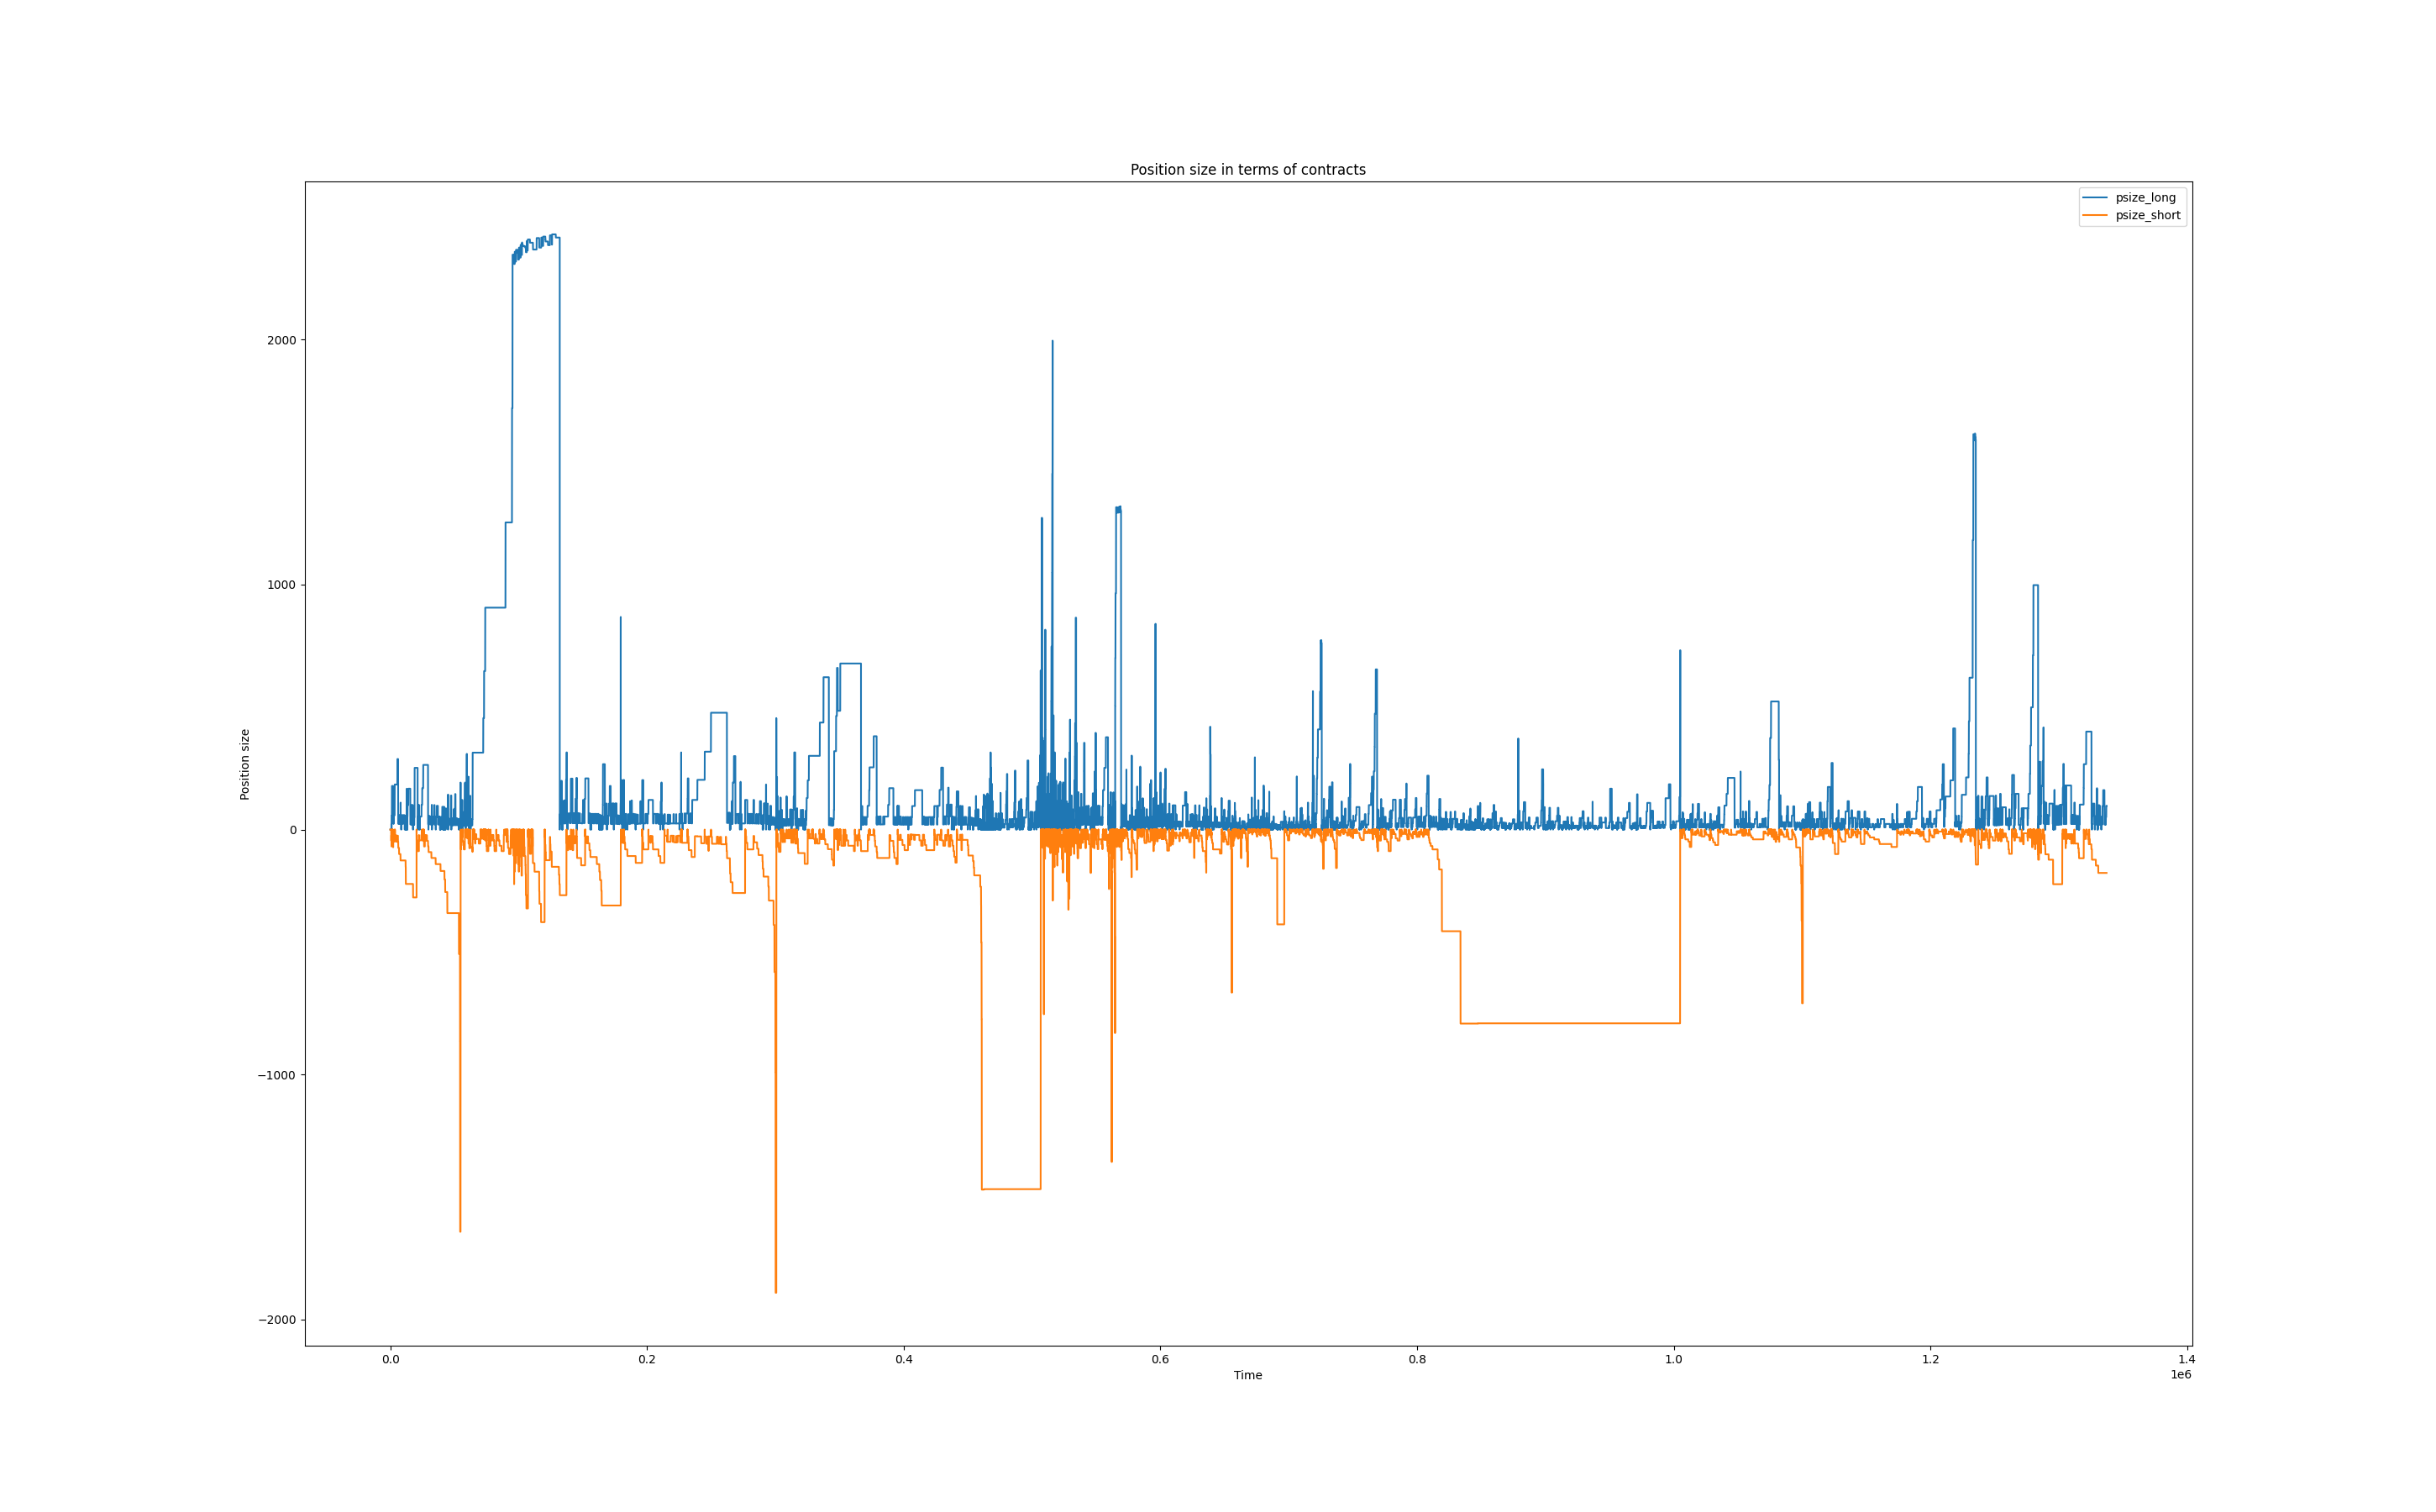 Position size in terms of contracts
psize_long
psize_short
Position size
2000
1000
0
−1000
−2000
0.0
0.2
0.4
0.6
0.8
1.0
1.2
1.4
1e6
Time